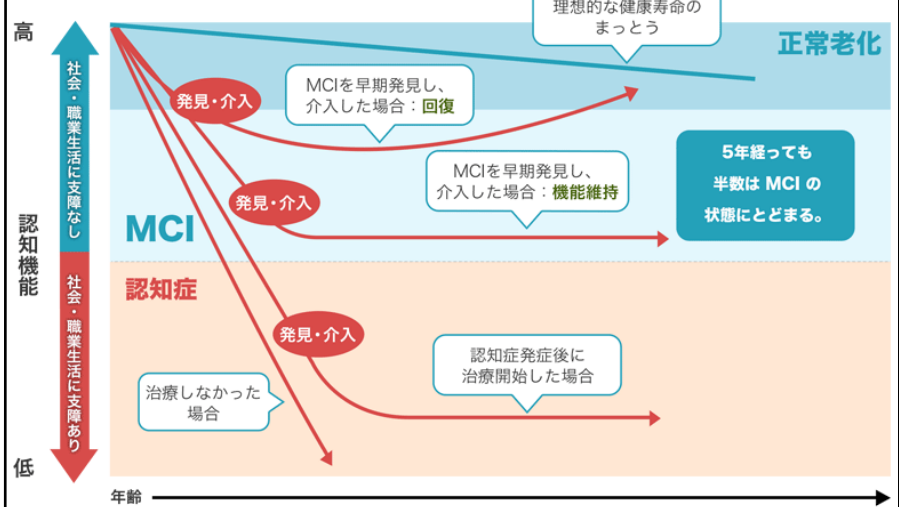 理想的な健康寿命の
まっとう
高
正常老化
社会・職業生活に支障なし
発見・介入
MCIを早期発見し、
介入した場合：回復
5年経っても
半数は MCI の
状態にとどまる。
MCIを早期発見し、
介入した場合：機能維持
発見・介入
MCI
認知機能
認知症
社会・職業生活に支障あり
発見・介入
認知症発症後に
治療開始した場合
治療しなかった
場合
低
年齢